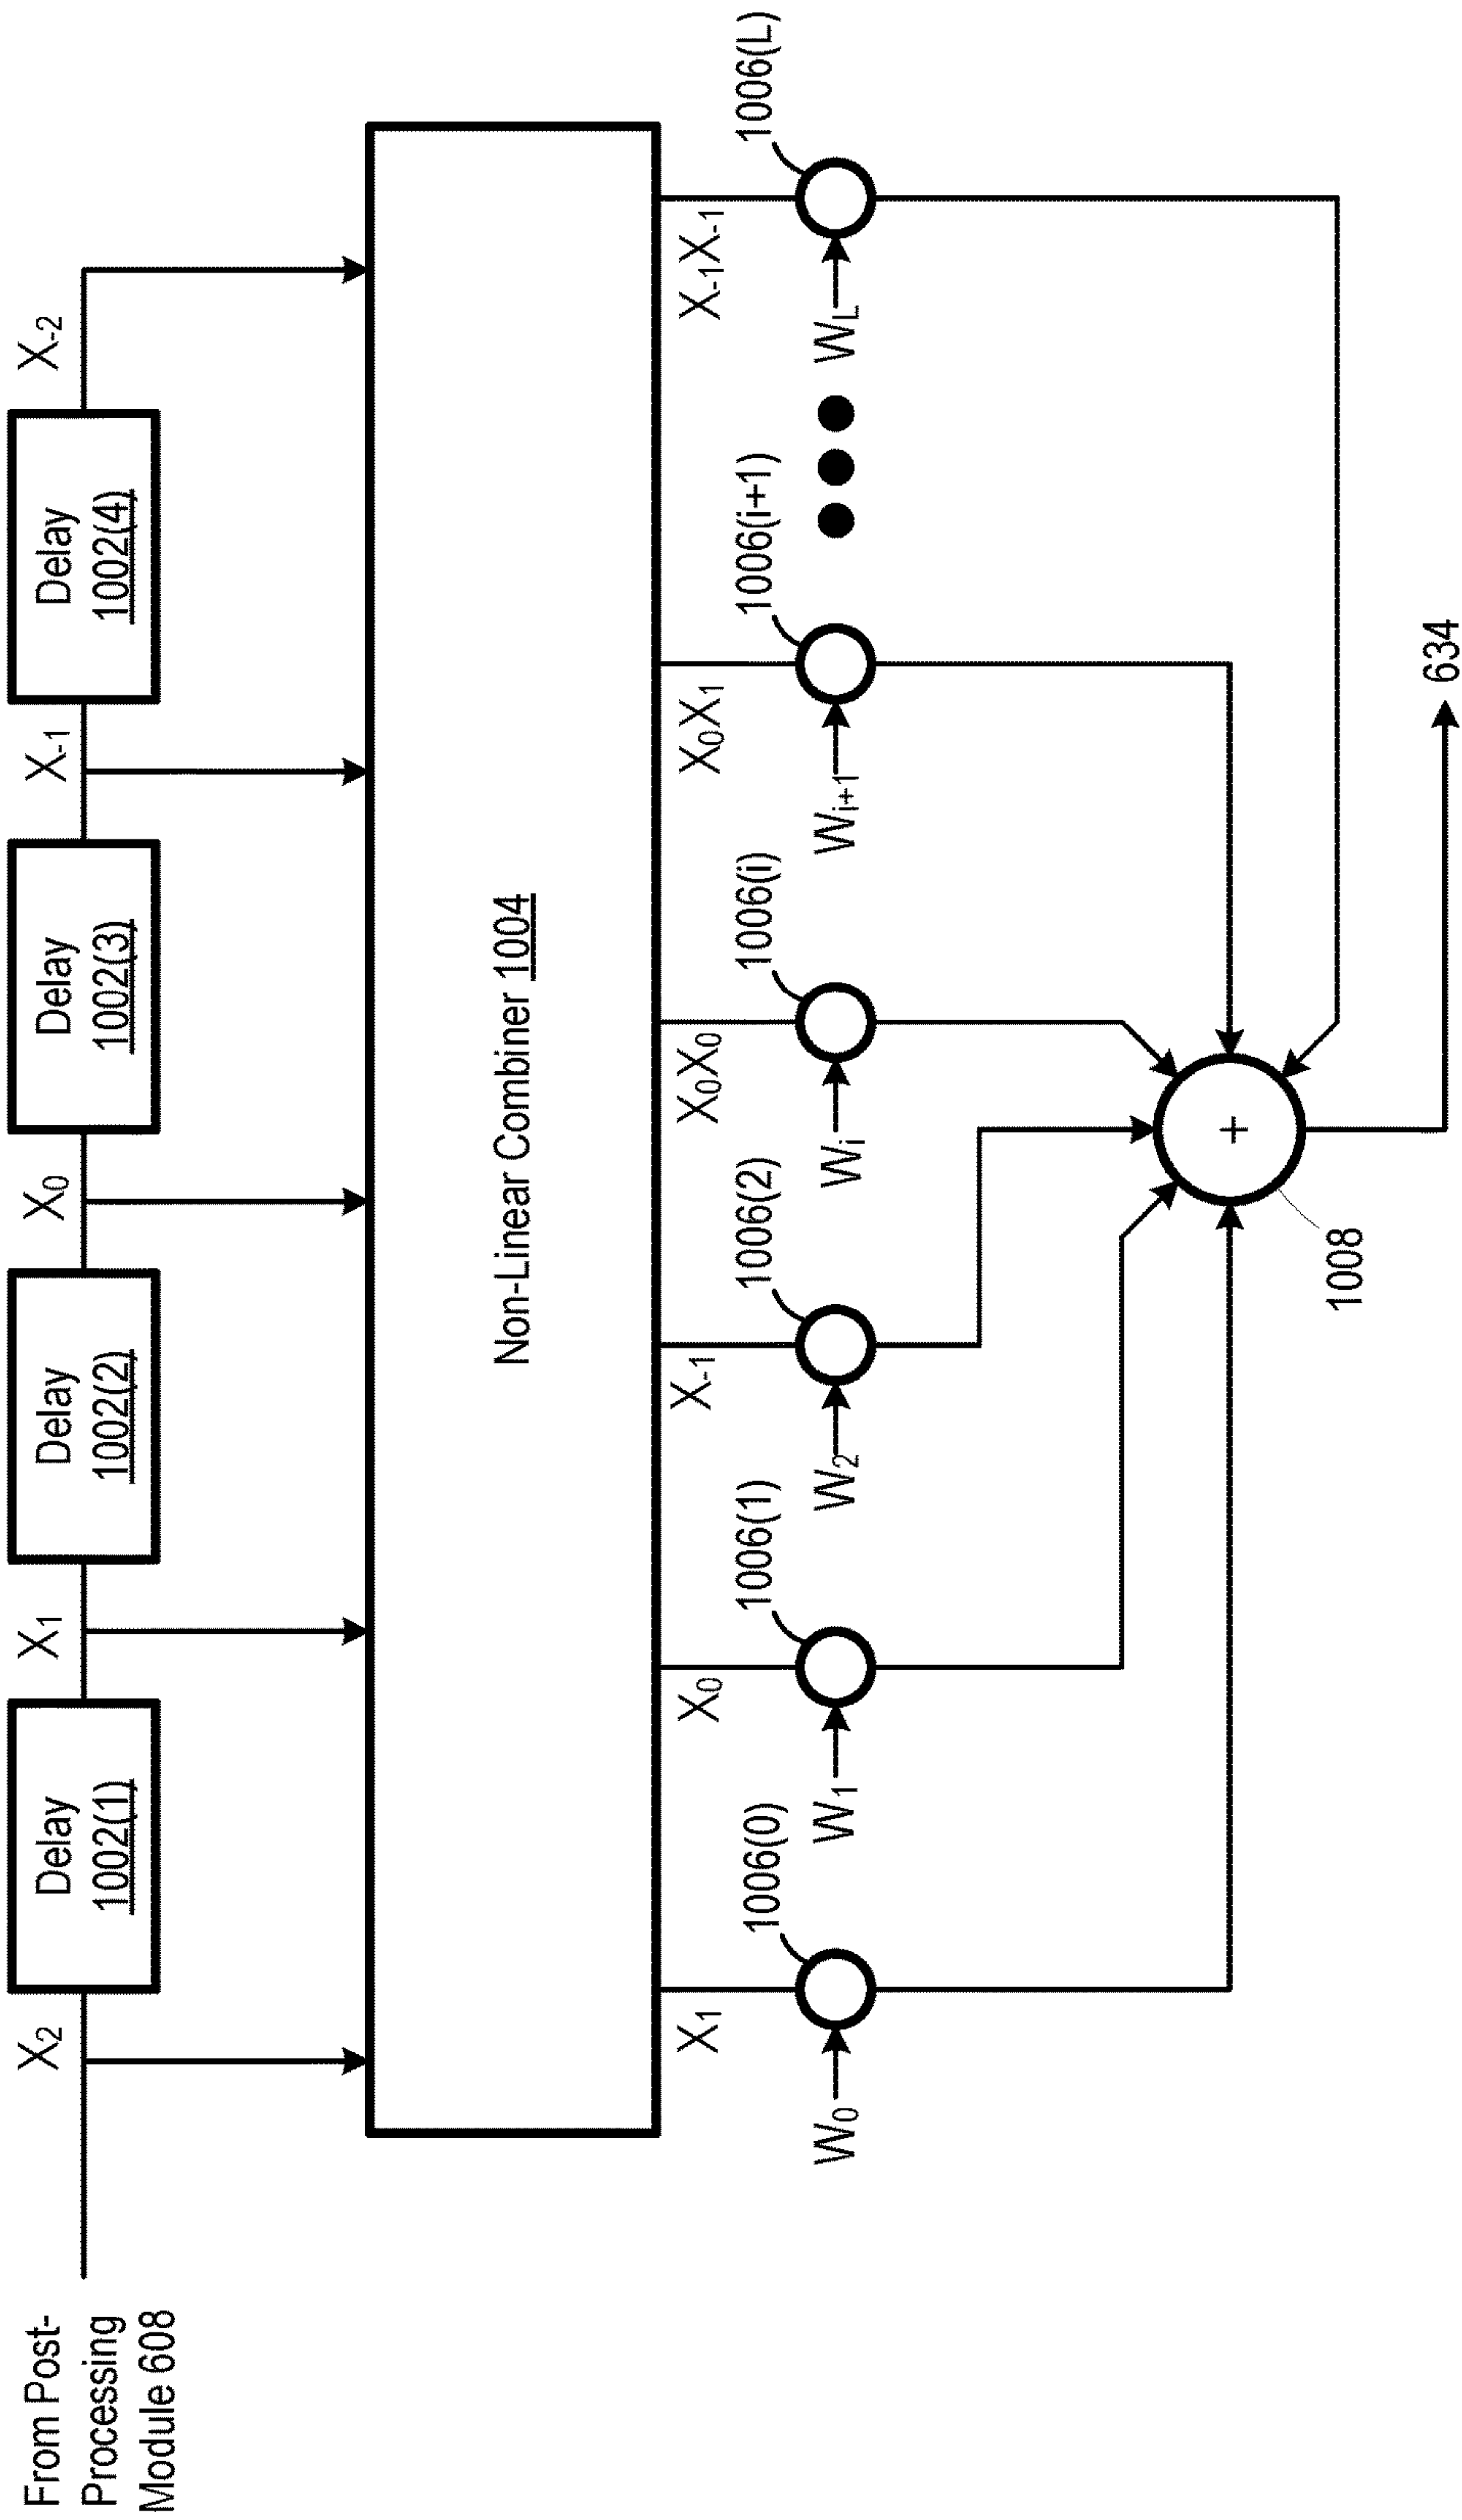 From Post-
Processing
Module 608
X2
Delay
1002(1)
X1
Delay
1002(2)
X0
Delay
1002(3)
X-1
Delay
1002(4)
X-2
Non-Linear Combiner 1004
X1
X0
X-1
X0X0
X0X1
X-1X-1
1006(0)
1006(1)
1006(2)
1006(i)
1006(i+1)
1006(L)
W0
W1
W2
Wi
Wi+1
WL
+
1008
634